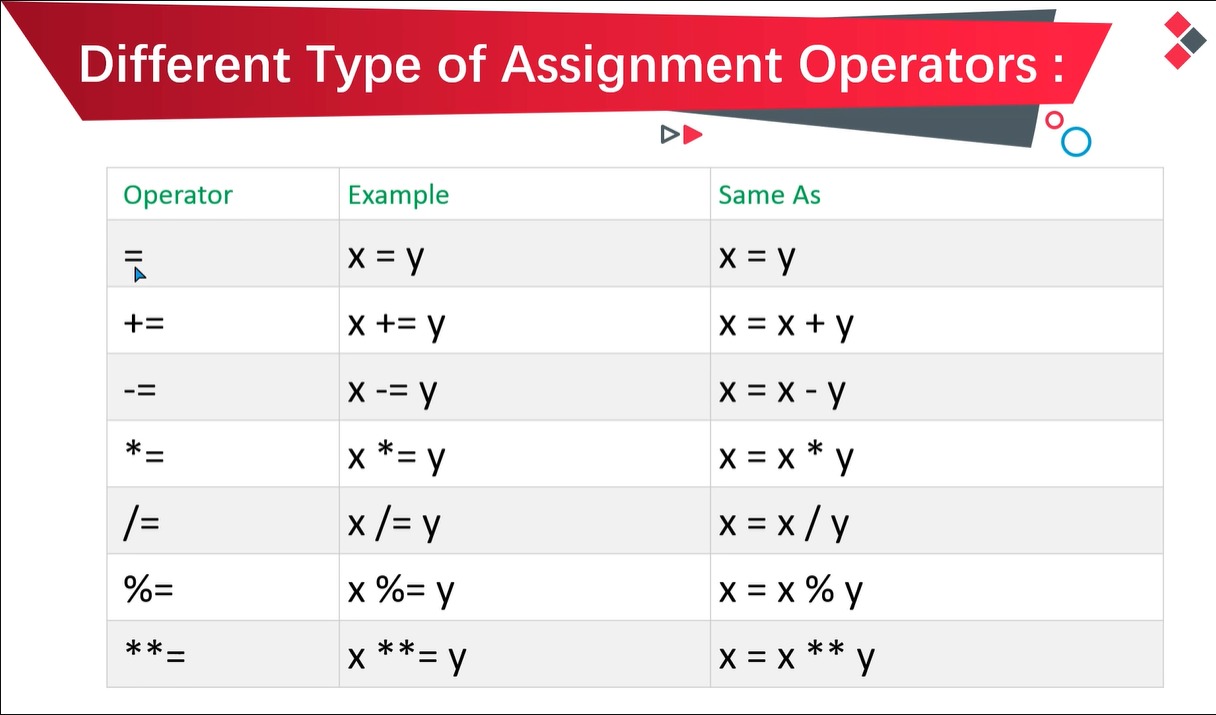 Different Type of Assignment Operators :
Operator Example Same As
= x = y x = y
+= x += y x = x + y
-= x -= y x = x - y
*= x *= y x = x * y
/= x /= y x = x / y
%= x %= y x = x % y
**= x **= y x = x ** y